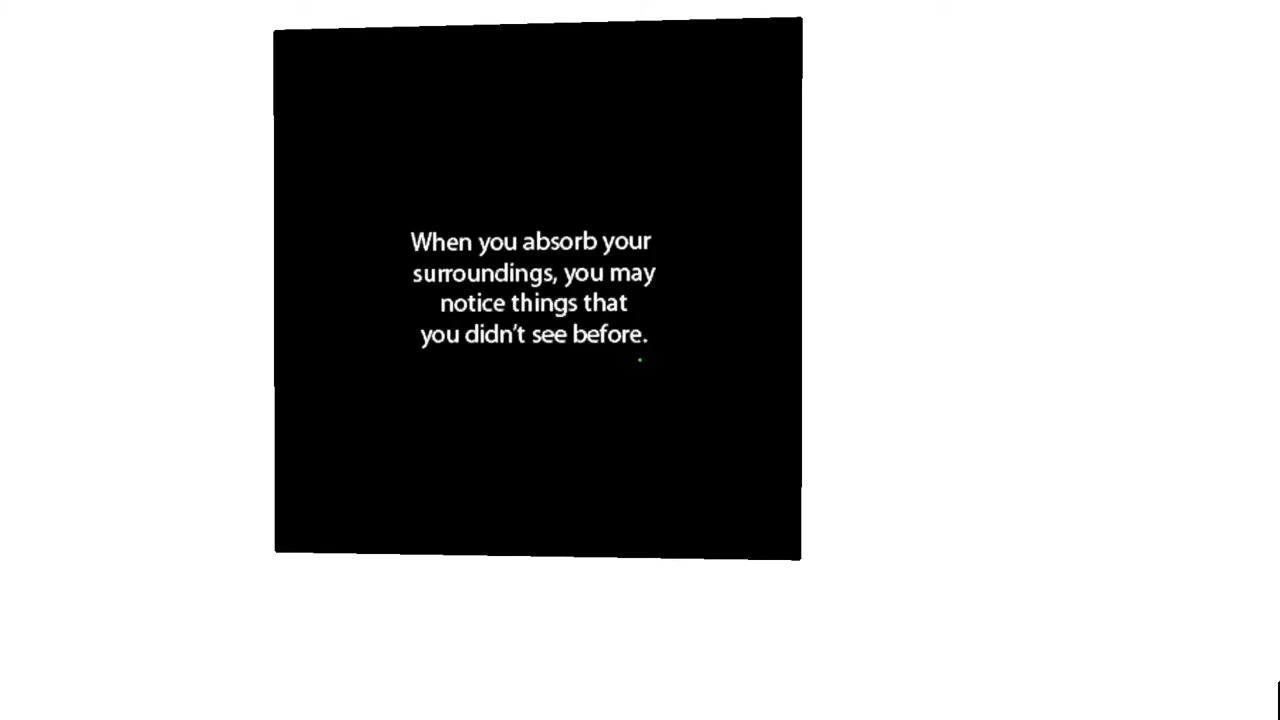 When you absorb your
surroundings, you may
notice things that
you didn't see before.